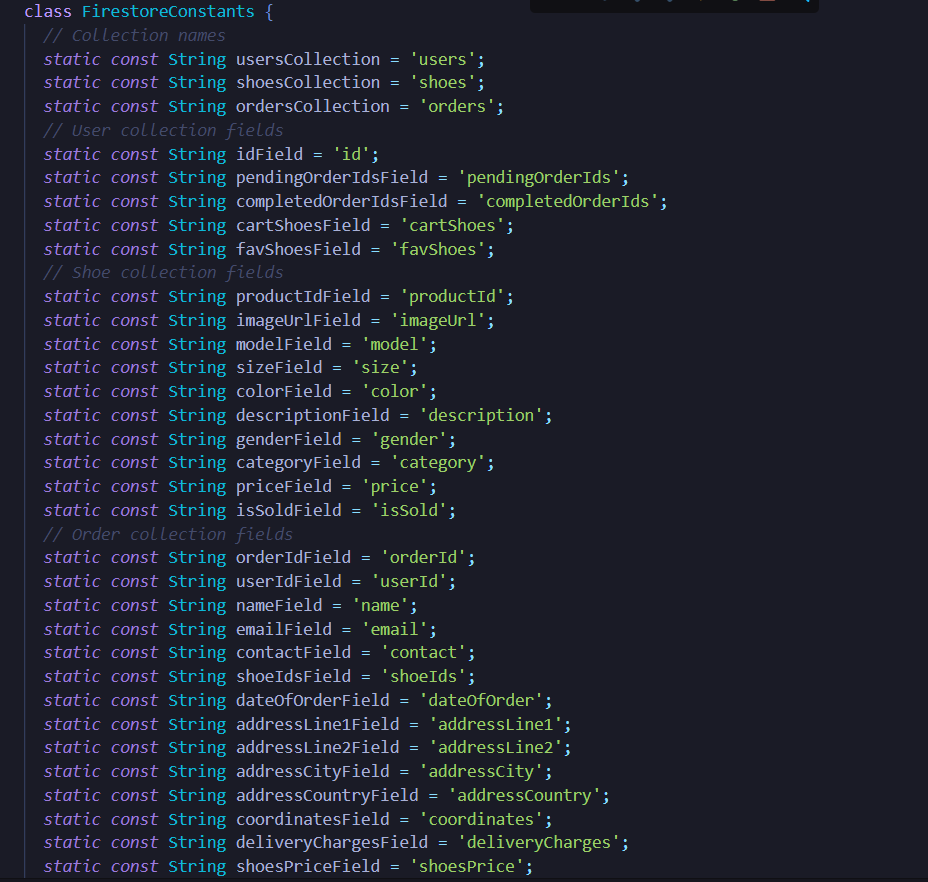 class FirestoreConstants {
// Collection names
static const String usersCollection = 'users';
static const String shoesCollection = 'shoes';
static const String ordersCollection = 'orders';
// User collection fields
static const String idField = 'id';
static const String pendingOrderIdsField = 'pendingOrderIds';
static const String completedOrderIdsField = 'completedOrderIds';
static const String cartShoesField = 'cartShoes';
static const String favShoesField = 'favShoes';
// Shoe collection fields
static const String productIdField = 'productId';
static const String imageUrlField = 'imageUrl';
static const String modelField = 'model';
static const String sizeField = 'size';
static const String colorField = 'color';
static const String descriptionField = 'description';
static const String genderField = 'gender';
static const String categoryField = 'category';
static const String priceField = 'price';
static const String isSoldField = 'isSold';
// Order collection fields
static const String orderIdField = 'orderId';
static const String userIdField = 'userId';
static const String nameField = 'name';
static const String emailField = 'email';
static const String contactField = 'contact';
static const String shoeIdsField = 'shoeIds';
static const String dateOfOrderField = 'dateOfOrder';
static const String addressLine1Field = 'addressLine1';
static const String addressLine2Field = 'addressLine2';
static const String addressCityField = 'addressCity';
static const String addressCountryField = 'addressCountry';
static const String coordinatesField = 'coordinates';
static const String deliveryChargesField = 'deliveryCharges';
static const String shoesPriceField = 'shoesPrice';